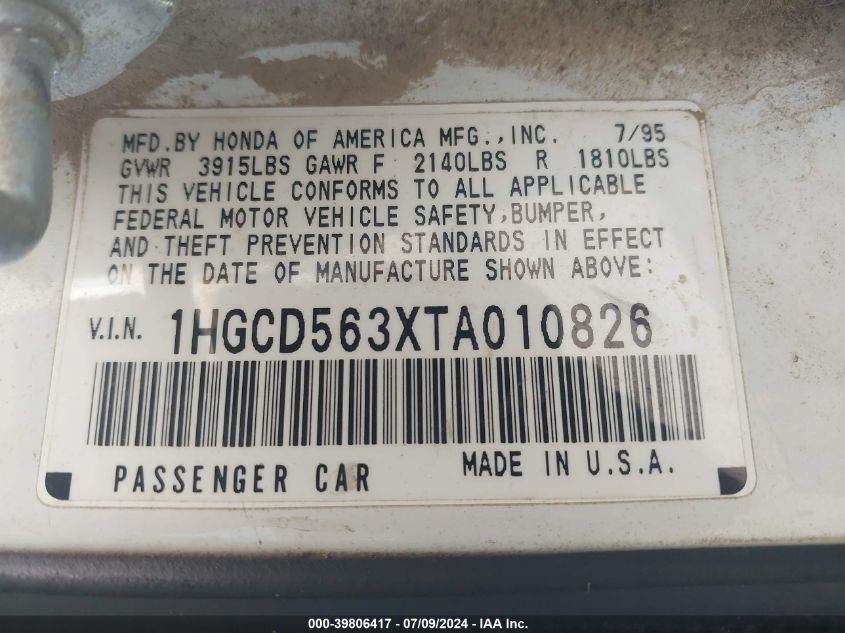 MFD.BY HONDA OF AMERICA MFG.,INC. 7/95
GVWR 3915LBS GAWR F 2140LBS R 1810LBS
THIS VEHICLE CONFORMS TO ALL APPLICABLE
FEDERAL MOTOR VEHICLE SAFETY,BUMPER,
AND THEFT PREVENTION STANDARDS IN EFFECT
ON THE DATE OF MANUFACTURE SHOWN ABOVE:
V.I.N. 1HGCD563XTA010826
PASSENGER CAR MADE IN U.S.A.
000-39806417 - 07/09/2024 - IAA Inc.